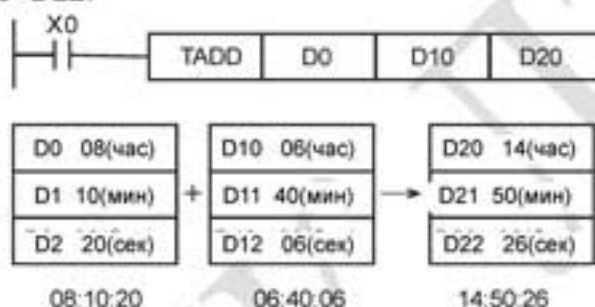 X0
TADD D0 D10 D20
D0 08(час) D10 06(час) D20 14(час)
D1 10(мин) + D11 40(мин) D21 50(мин)
D2 20(сек) D12 06(сек) D22 26(сек)
08:10:20 06:40:06 14:50:26